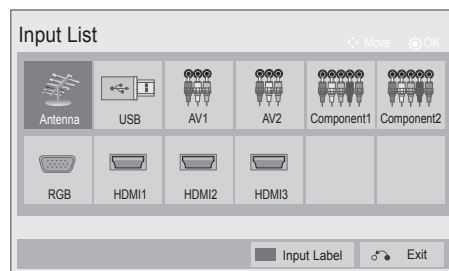 Input List
Move OK
Antenna USB AV1 AV2 Component1 Component2
RGB HDMI1 HDMI2 HDMI3
Input Label Exit